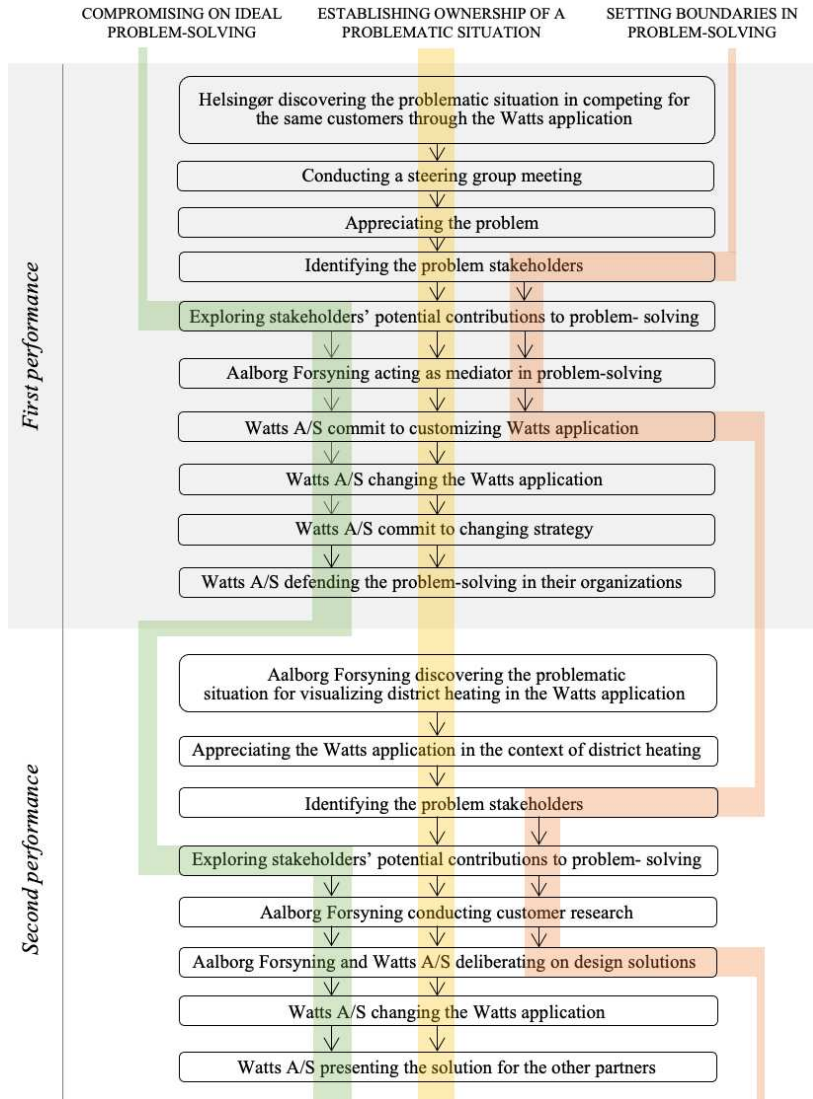 COMPROMISING ON IDEAL
PROBLEM-SOLVING
ESTABLISHING OWNERSHIP OF A
PROBLEMATIC SITUATION
SETTING BOUNDARIES IN
PROBLEM-SOLVING
First performance
Helsingør discovering the problematic situation in competing for
the same customers through the Watts application
Conducting a steering group meeting
Appreciating the problem
Identifying the problem stakeholders
Exploring stakeholders' potential contributions to problem- solving
Aalborg Forsyning acting as mediator in problem-solving
Watts A/S commit to customizing Watts application
Watts A/S changing the Watts application
Watts A/S commit to changing strategy
Watts A/S defending the problem-solving in their organizations
Second performance
Aalborg Forsyning discovering the problematic
situation for visualizing district heating in the Watts application
Appreciating the Watts application in the context of district heating
Identifying the problem stakeholders
Exploring stakeholders' potential contributions to problem- solving
Aalborg Forsyning conducting customer research
Aalborg Forsyning and Watts A/S deliberating on design solutions
Watts A/S changing the Watts application
Watts A/S presenting the solution for the other partners